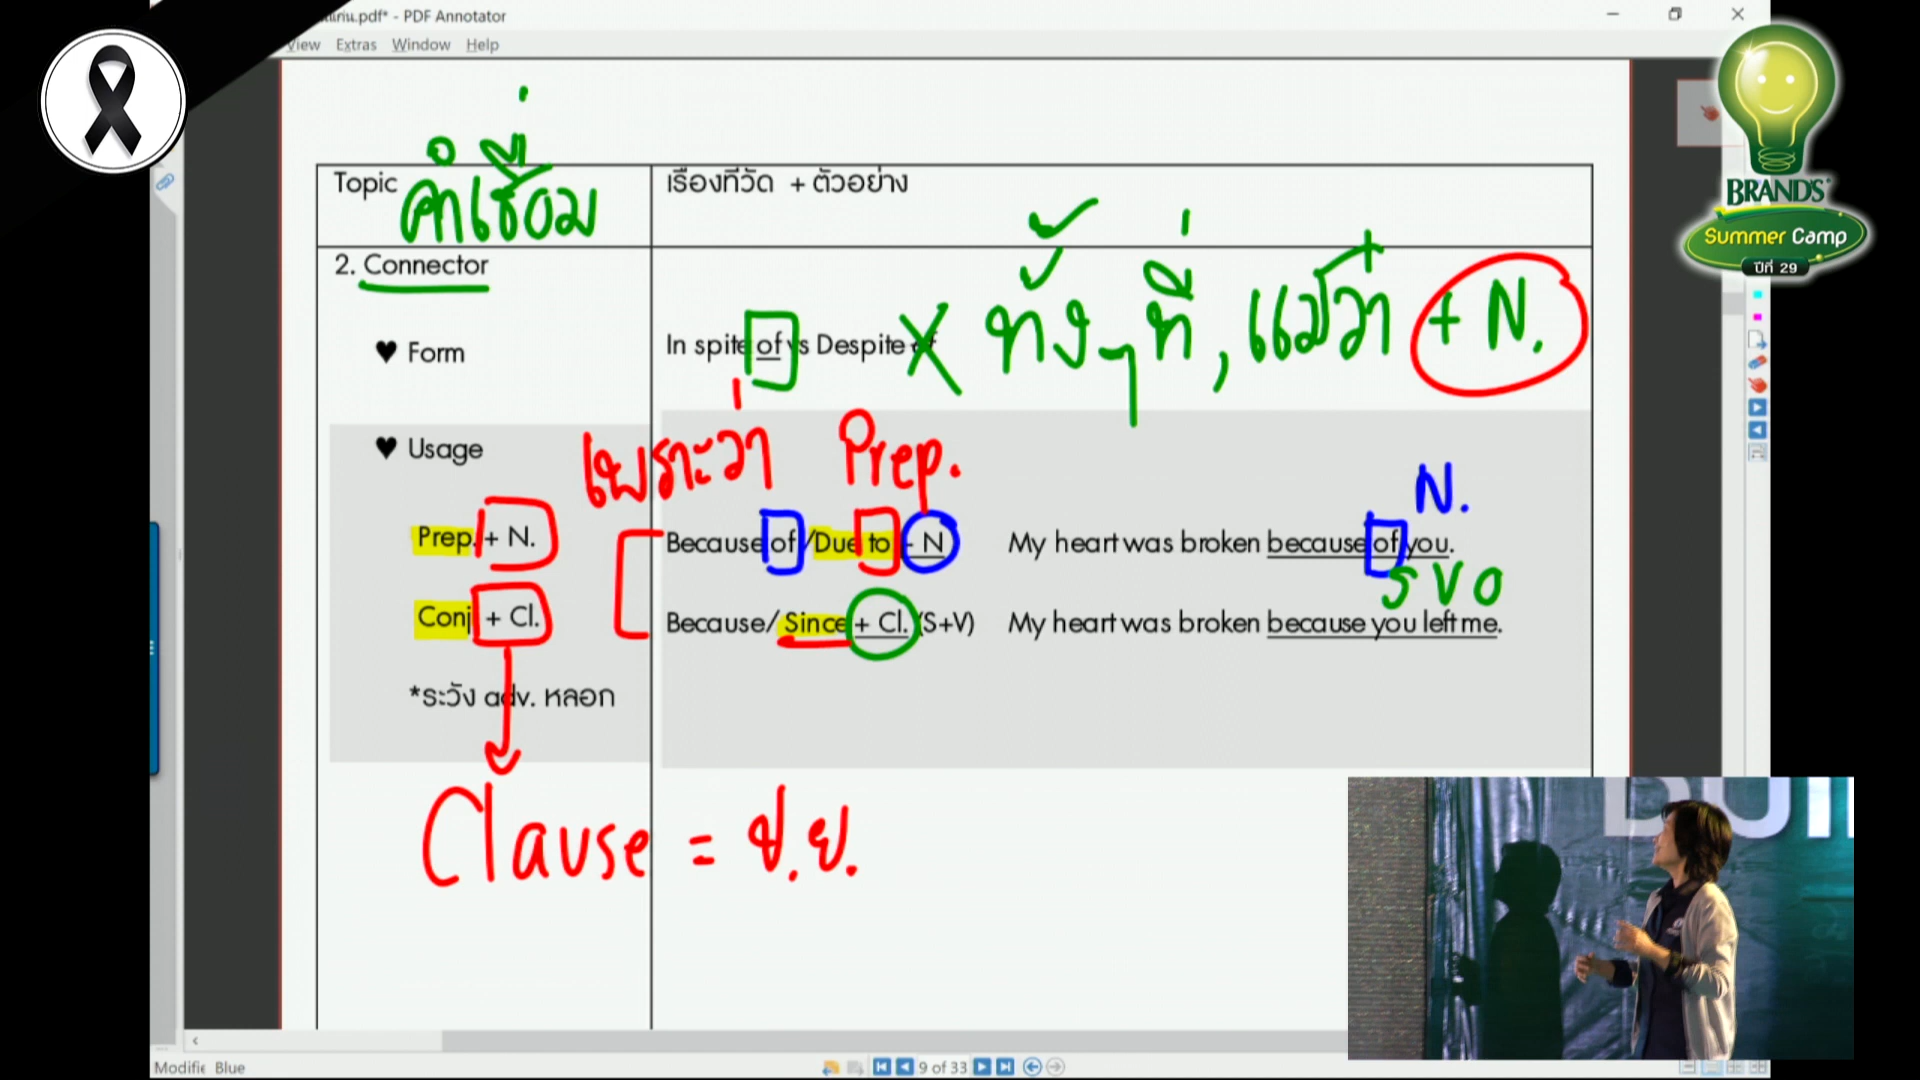 .pdf* - PDF Annotator
View Extras Window Help
BRAND'S
Summer Camp
ปีที่ 29
Topic
คำเชื่อม
เรื่องที่วัด + ตัวอย่าง
2. Connector
♥ Form
In spite of vs Despite of
ทั้งๆที่, แม้ว่า + N.
♥ Usage
เพราะว่า Prep.
N.
Prep. + N.
Because of/Due to + N
My heart was broken because of you.
S V O
Conj + Cl.
Because/ Since + Cl. (S+V)
My heart was broken because you left me.
*ระวัง adv. หลอก
Clause = ป.ย.
Modifie Blue
9 of 33